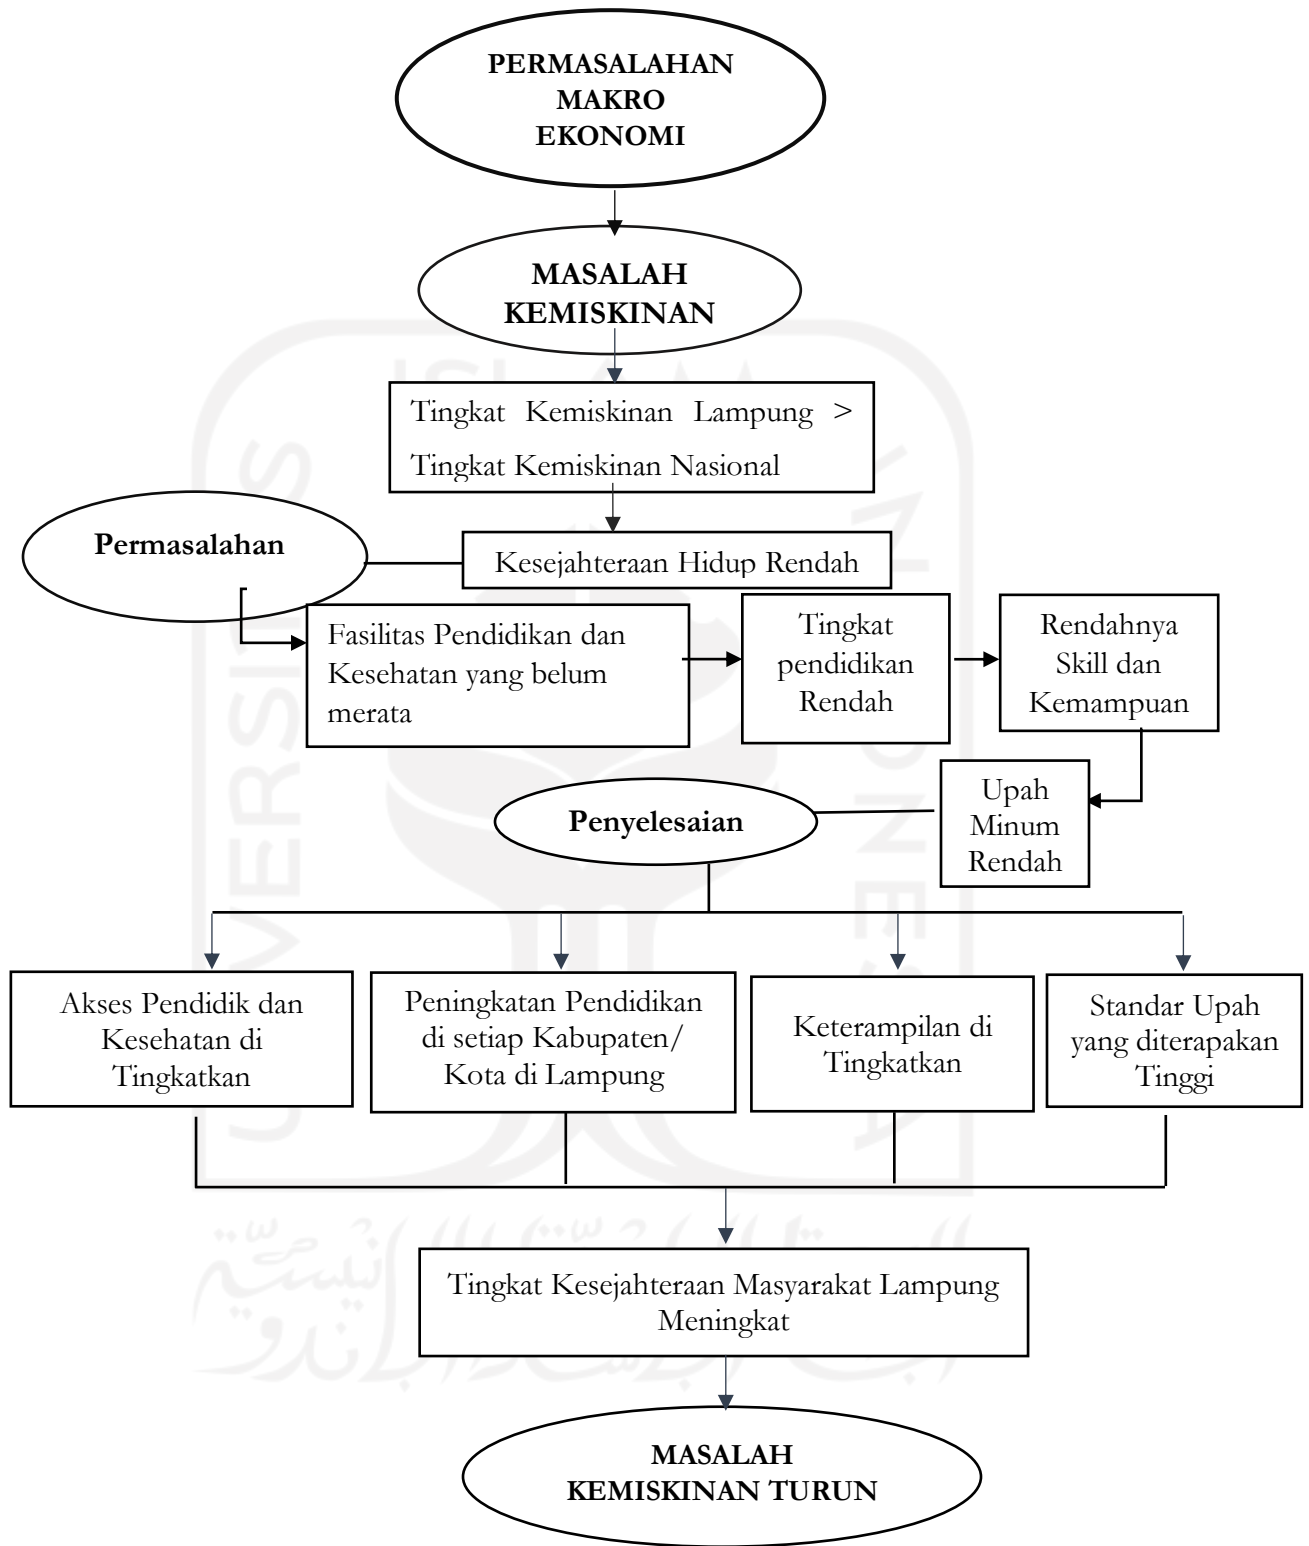 PERMASALAHAN
MAKRO
EKONOMI
MASALAH
KEMISKINAN
Tingkat Kemiskinan Lampung >
Tingkat Kemiskinan Nasional
Permasalahan
Kesejahteraan Hidup Rendah
Fasilitas Pendidikan dan
Kesehatan yang belum
merata
Tingkat
pendidikan
Rendah
Rendahnya
Skill dan
Kemampuan
Upah
Minum
Rendah
Penyelesaian
Akses Pendidik dan
Kesehatan di
Tingkatkan
Peningkatan Pendidikan
di setiap Kabupaten/
Kota di Lampung
Keterampilan di
Tingkatkan
Standar Upah
yang diterapakan
Tinggi
Tingkat Kesejahteraan Masyarakat Lampung
Meningkat
MASALAH
KEMISKINAN TURUN